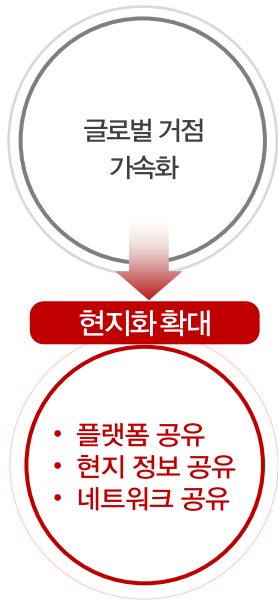 글로벌 거점
가속화
현지화 확대
• 플랫폼 공유
• 현지 정보 공유
• 네트워크 공유